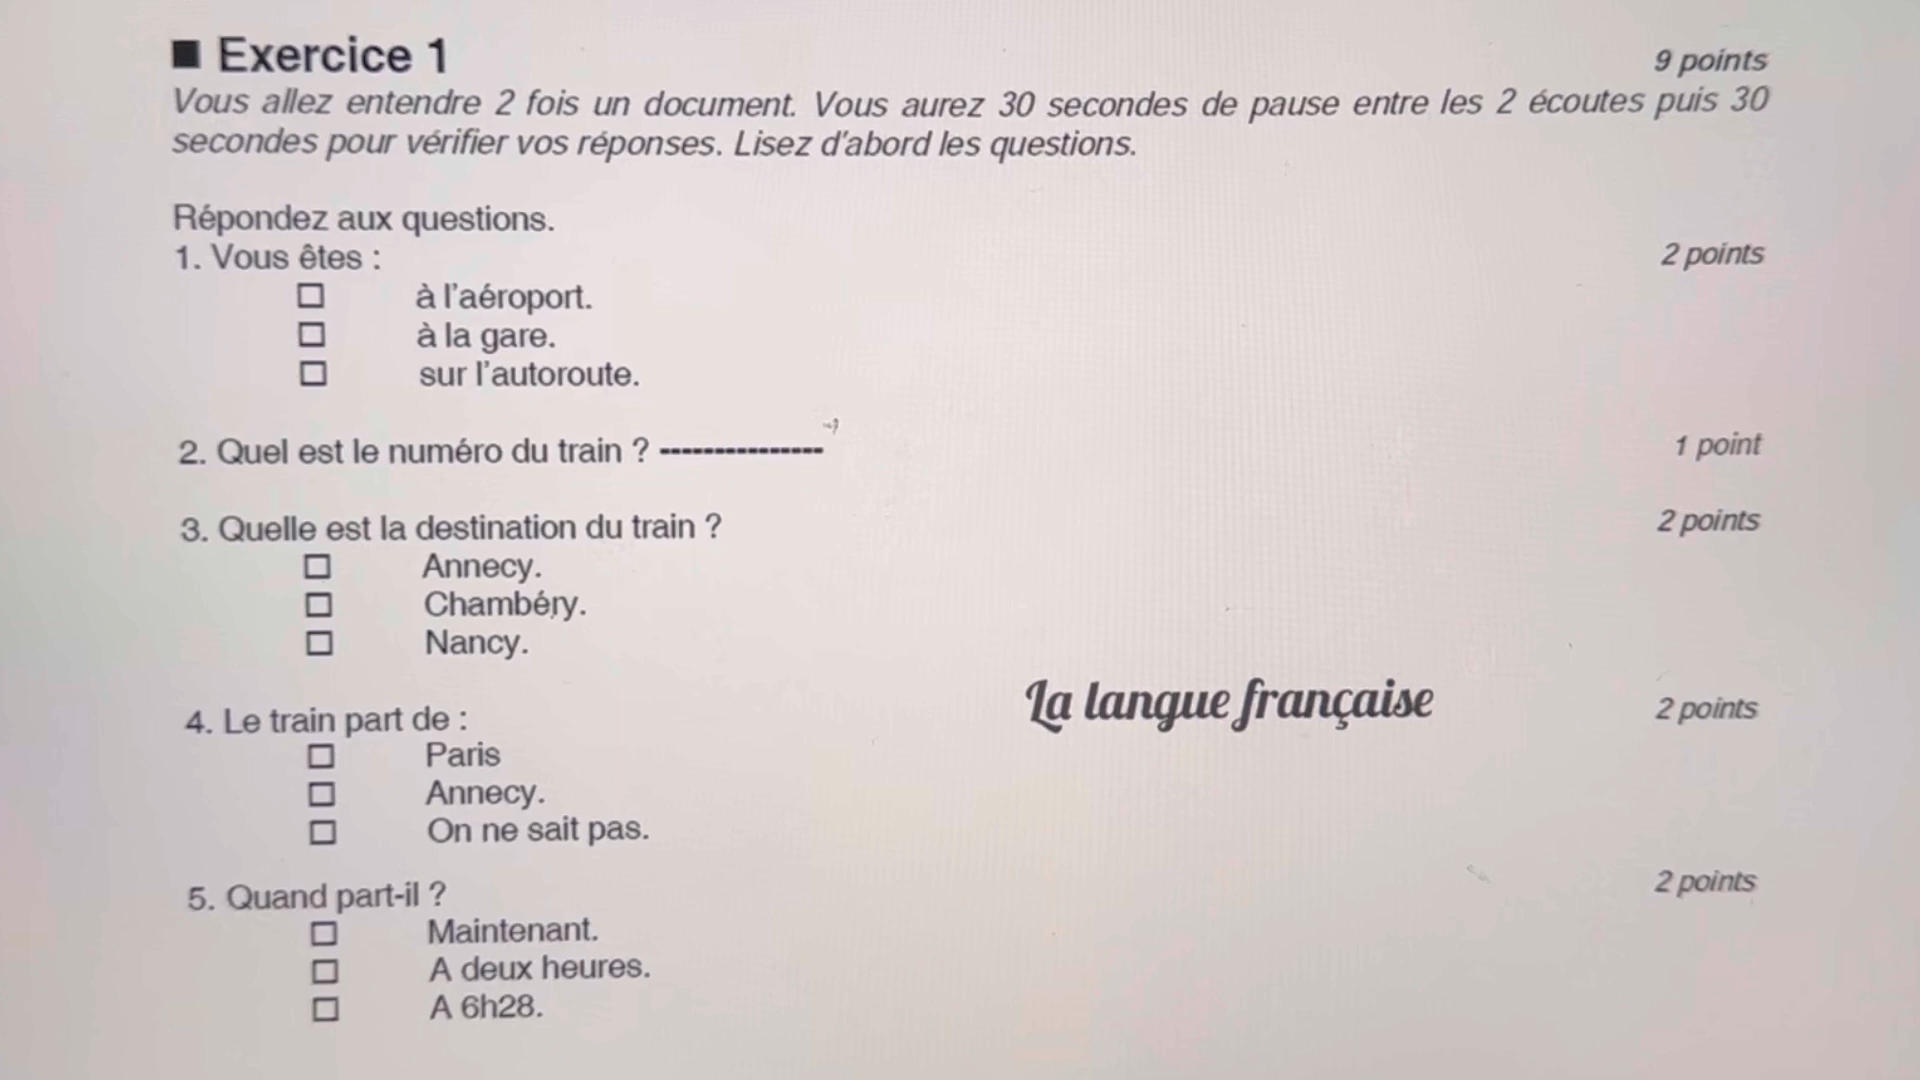 ■ Exercice 1
9 points
Vous allez entendre 2 fois un document. Vous aurez 30 secondes de pause entre les 2 écoutes puis 30
secondes pour vérifier vos réponses. Lisez d'abord les questions.
Répondez aux questions.
1. Vous êtes :
2 points
à l'aéroport.
à la gare.
sur l'autoroute.
2. Quel est le numéro du train ? ---------------
1 point
3. Quelle est la destination du train ?
2 points
Annecy.
Chambéry.
Nancy.
La langue française
4. Le train part de :
2 points
Paris
Annecy.
On ne sait pas.
5. Quand part-il ?
2 points
Maintenant.
A deux heures.
A 6h28.